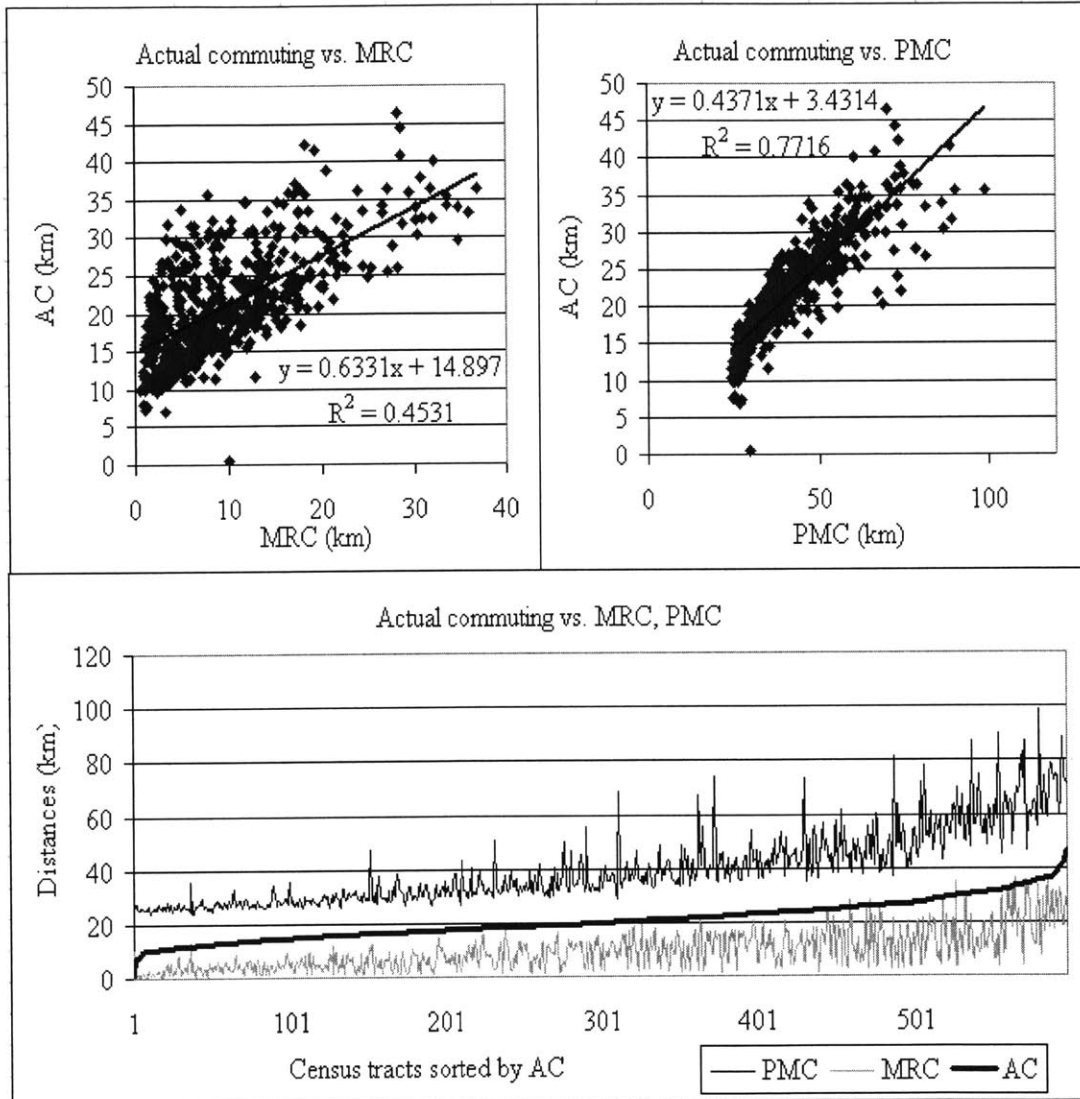 Actual commuting vs. MRC
50
45
40
35
30
25
20
15
10
5
0
AC (km)
y = 0.6331x + 14.897
R² = 0.4531
0 10 20 30 40
MRC (km)
Actual commuting vs. PMC
50
45
40
35
30
25
20
15
10
5
0
AC (km)
y = 0.4371x + 3.4314
R² = 0.7716
0 50 100
PMC (km)
Actual commuting vs. MRC, PMC
120
100
80
60
40
20
0
Distances (km)
1 101 201 301 401 501
Census tracts sorted by AC
PMC MRC AC